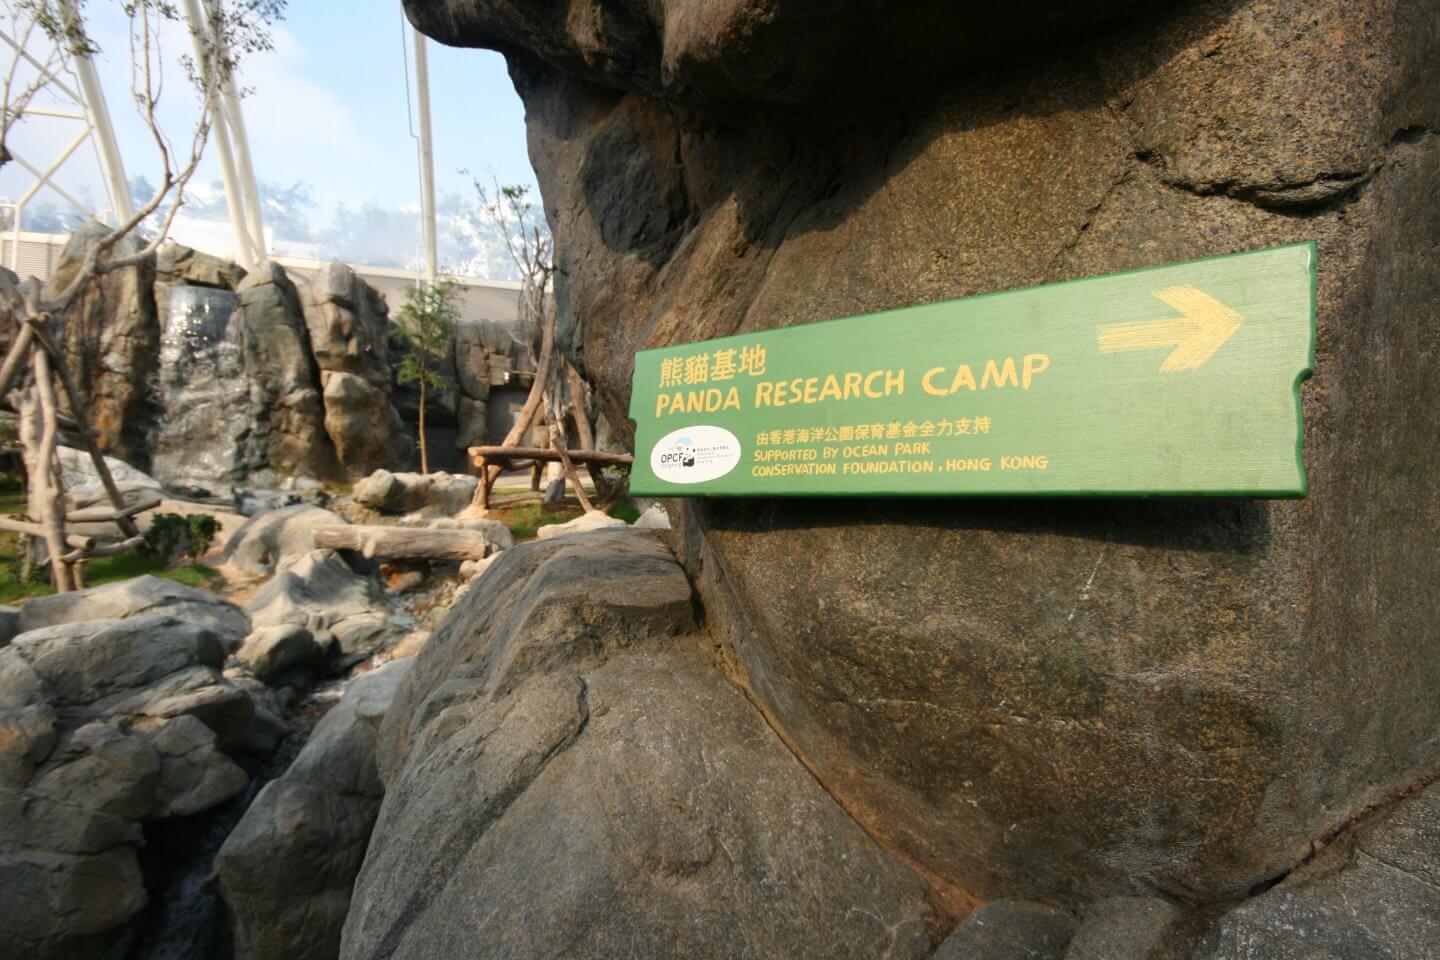 熊貓基地
PANDA RESEARCH CAMP
由香港海洋公園保育基金全力支持
SUPPORTED BY OCEAN PARK
CONSERVATION FOUNDATION, HONG KONG
OPCF
HongKong